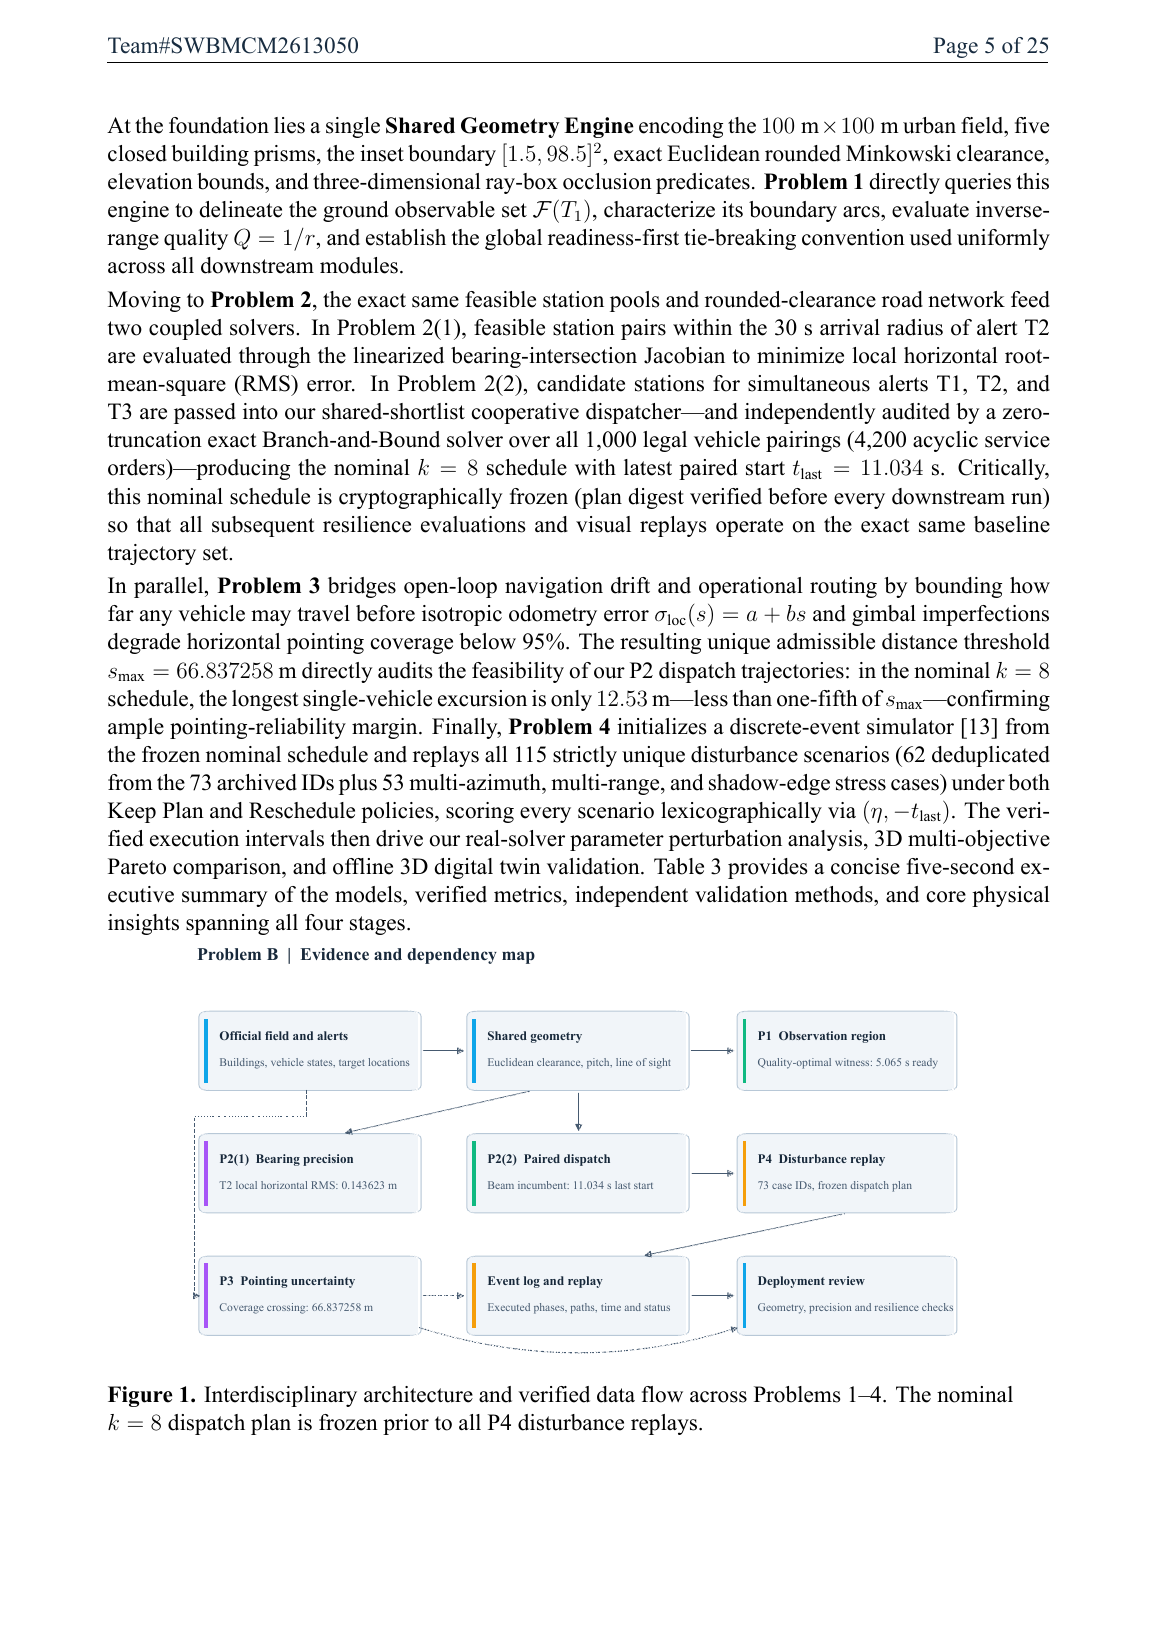 Team#SWBMCM2613050
Page 5 of 25
At the foundation lies a single Shared Geometry Engine encoding the 100 m×100 m urban field, five
closed building prisms, the inset boundary [1.5, 98.5]², exact Euclidean rounded Minkowski clearance,
elevation bounds, and three-dimensional ray-box occlusion predicates. Problem 1 directly queries this
engine to delineate the ground observable set F(T₁), characterize its boundary arcs, evaluate inverse-
range quality Q = 1/r, and establish the global readiness-first tie-breaking convention used uniformly
across all downstream modules.
Moving to Problem 2, the exact same feasible station pools and rounded-clearance road network feed
two coupled solvers. In Problem 2(1), feasible station pairs within the 30 s arrival radius of alert T2
are evaluated through the linearized bearing-intersection Jacobian to minimize local horizontal root-
mean-square (RMS) error. In Problem 2(2), candidate stations for simultaneous alerts T1, T2, and
T3 are passed into our shared-shortlist cooperative dispatcher—and independently audited by a zero-
truncation exact Branch-and-Bound solver over all 1,000 legal vehicle pairings (4,200 acyclic service
orders)—producing the nominal k = 8 schedule with latest paired start t_last = 11.034 s. Critically,
this nominal schedule is cryptographically frozen (plan digest verified before every downstream run)
so that all subsequent resilience evaluations and visual replays operate on the exact same baseline
trajectory set.
In parallel, Problem 3 bridges open-loop navigation drift and operational routing by bounding how
far any vehicle may travel before isotropic odometry error σ_loc(s) = a + bs and gimbal imperfections
degrade horizontal pointing coverage below 95%. The resulting unique admissible distance threshold
s_max = 66.837258 m directly audits the feasibility of our P2 dispatch trajectories: in the nominal k = 8
schedule, the longest single-vehicle excursion is only 12.53 m—less than one-fifth of s_max—confirming
ample pointing-reliability margin. Finally, Problem 4 initializes a discrete-event simulator [13] from
the frozen nominal schedule and replays all 115 strictly unique disturbance scenarios (62 deduplicated
from the 73 archived IDs plus 53 multi-azimuth, multi-range, and shadow-edge stress cases) under both
Keep Plan and Reschedule policies, scoring every scenario lexicographically via (η, −t_last). The veri-
fied execution intervals then drive our real-solver parameter perturbation analysis, 3D multi-objective
Pareto comparison, and offline 3D digital twin validation. Table 3 provides a concise five-second ex-
ecutive summary of the models, verified metrics, independent validation methods, and core physical
insights spanning all four stages.
Problem B | Evidence and dependency map
Official field and alerts
Buildings, vehicle states, target locations
Shared geometry
Euclidean clearance, pitch, line of sight
P1 Observation region
Quality-optimal witness: 5.065 s ready
P2(1) Bearing precision
T2 local horizontal RMS: 0.143623 m
P2(2) Paired dispatch
Beam incumbent: 11.034 s last start
P4 Disturbance replay
73 case IDs, frozen dispatch plan
P3 Pointing uncertainty
Coverage crossing: 66.837258 m
Event log and replay
Executed phases, paths, time and status
Deployment review
Geometry, precision and resilience checks
Figure 1. Interdisciplinary architecture and verified data flow across Problems 1–4. The nominal
k = 8 dispatch plan is frozen prior to all P4 disturbance replays.